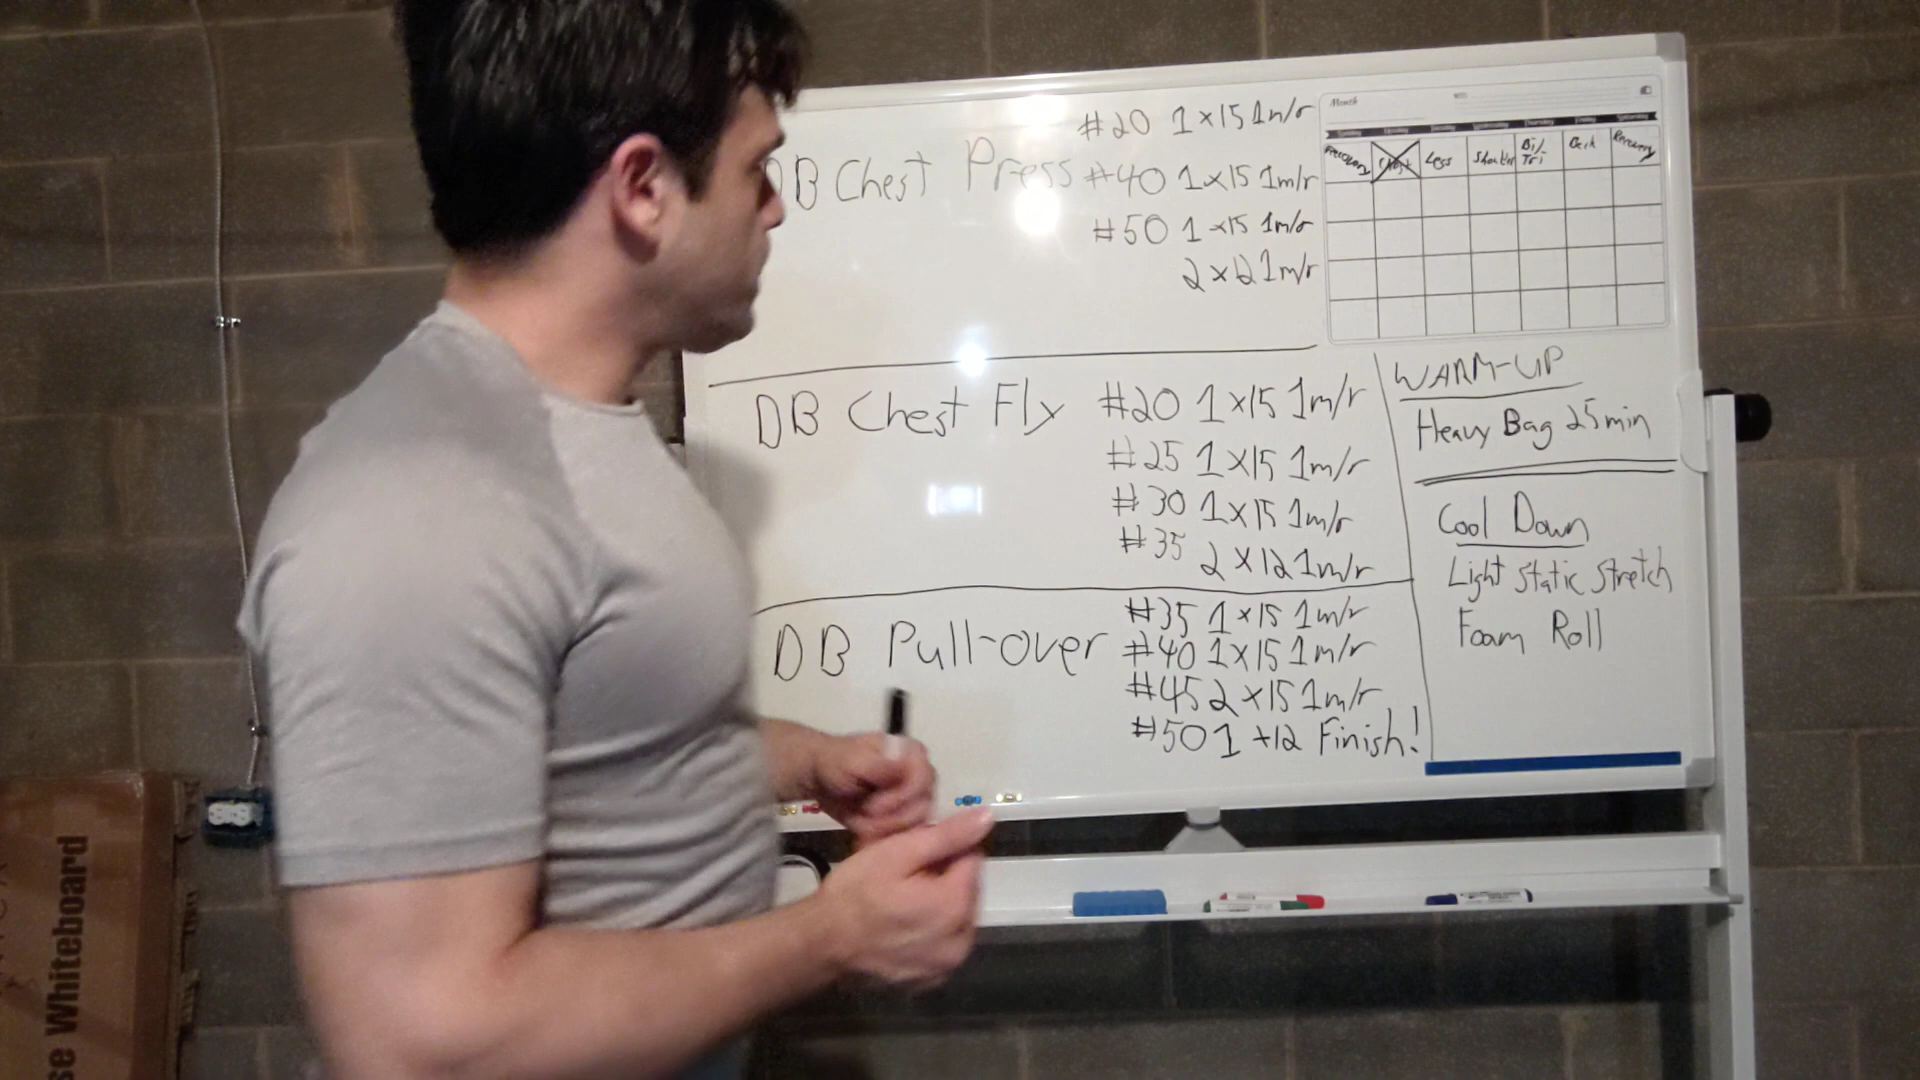 #20 1x15 1m/r
DB Chest Press #40 1x15 1m/r
#50 1x15 1m/r
2x12 1m/r
DB Chest Fly #20 1x15 1m/r
#25 1x15 1m/r
#30 1x15 1m/r
#35 2x12 1m/r
DB Pull-over #35 1x15 1m/r
#40 1x15 1m/r
#45 2x15 1m/r
#50 1x12 Finish!
Month
Recovery Chest Legs Shoulder Bi/Tri Back Recovery
WARM-UP
Heavy Bag 25min
Cool Down
Light Static Stretch
Foam Roll
se Whiteboard